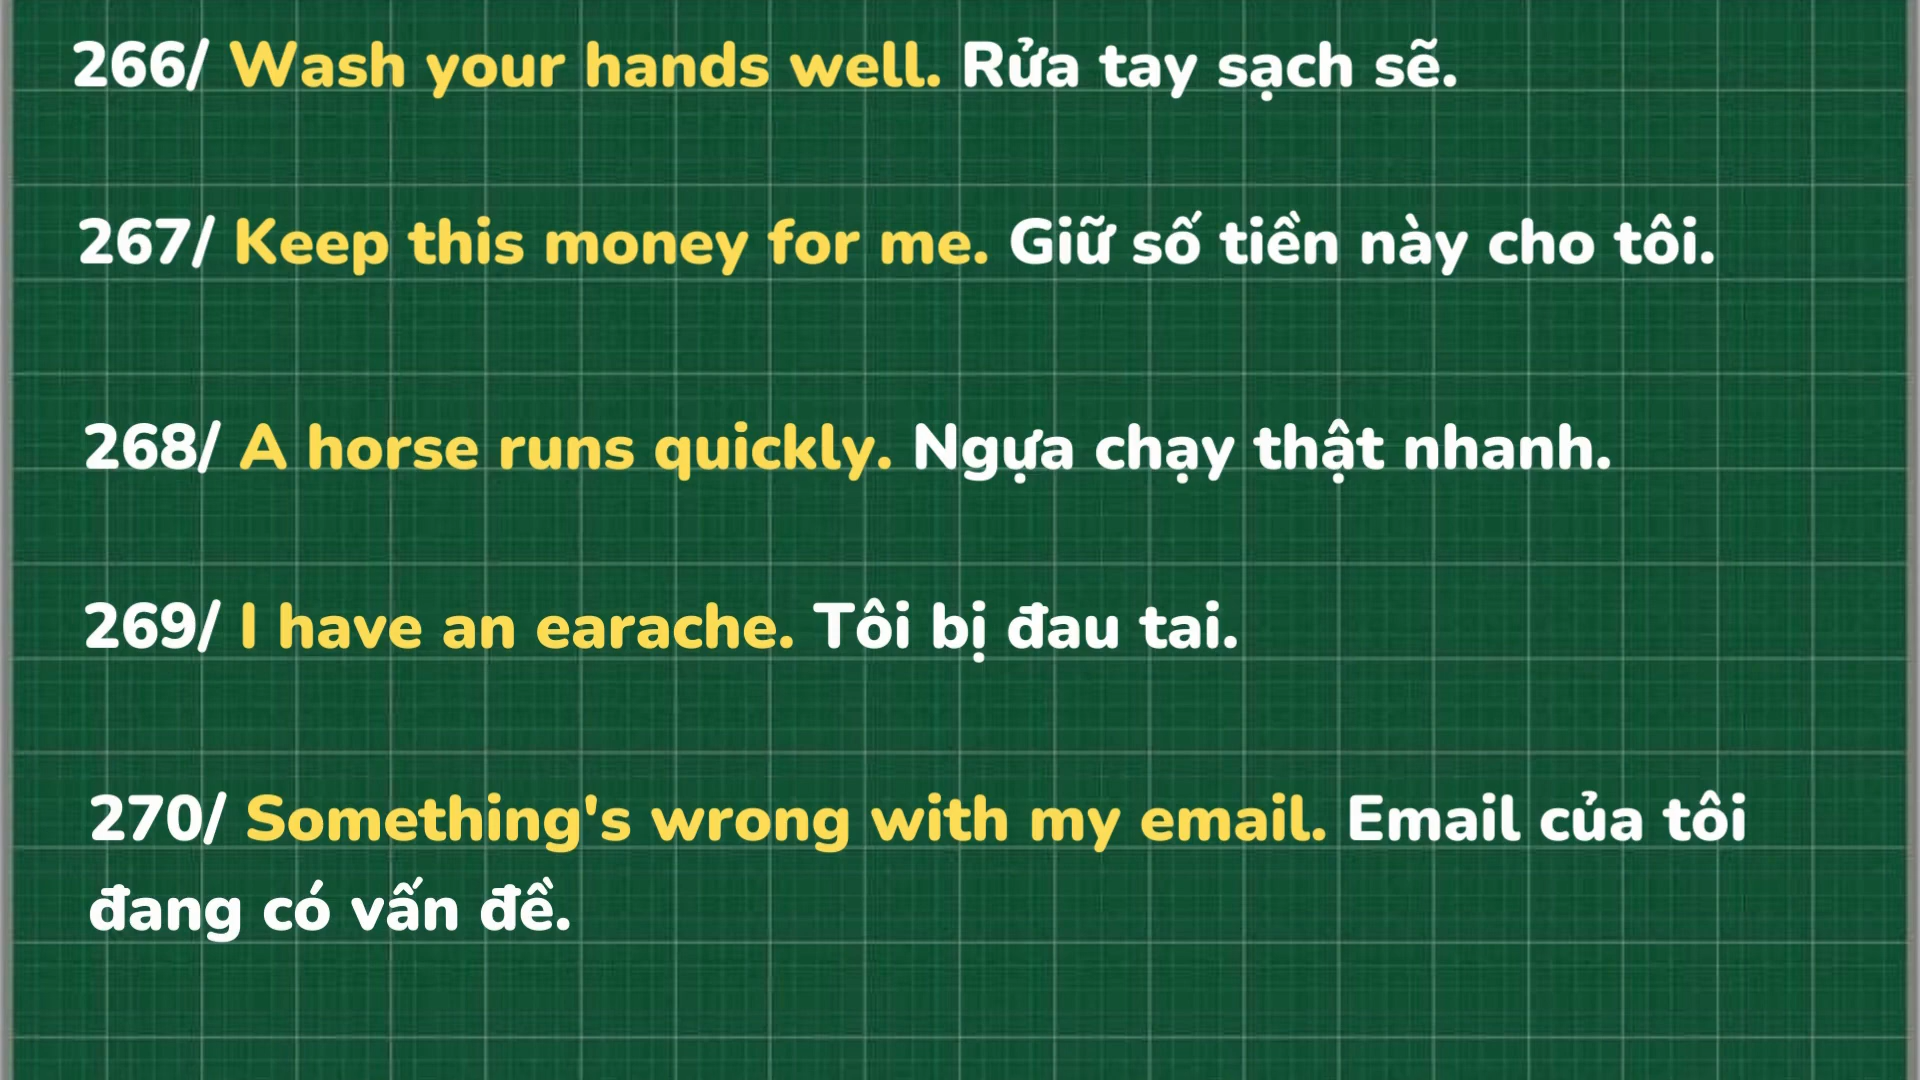 266/ Wash your hands well. Rửa tay sạch sẽ.
267/ Keep this money for me. Giữ số tiền này cho tôi.
268/ A horse runs quickly. Ngựa chạy thật nhanh.
269/ I have an earache. Tôi bị đau tai.
270/ Something's wrong with my email. Email của tôi
đang có vấn đề.